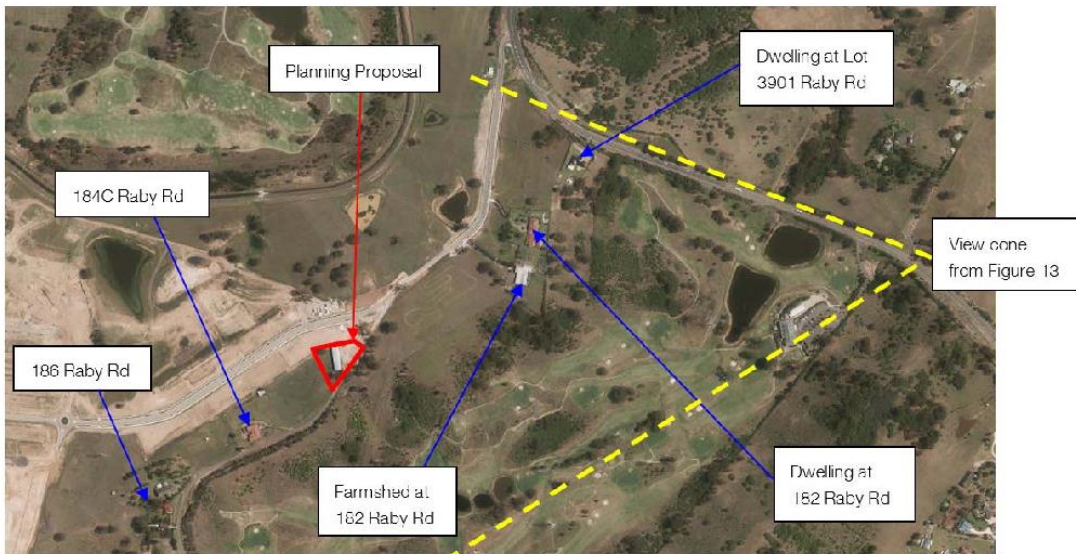 Planning Proposal
Dwelling at Lot
3901 Raby Rd
184C Raby Rd
View cone
from Figure 13
186 Raby Rd
Farmshed at
182 Raby Rd
Dwelling at
182 Raby Rd